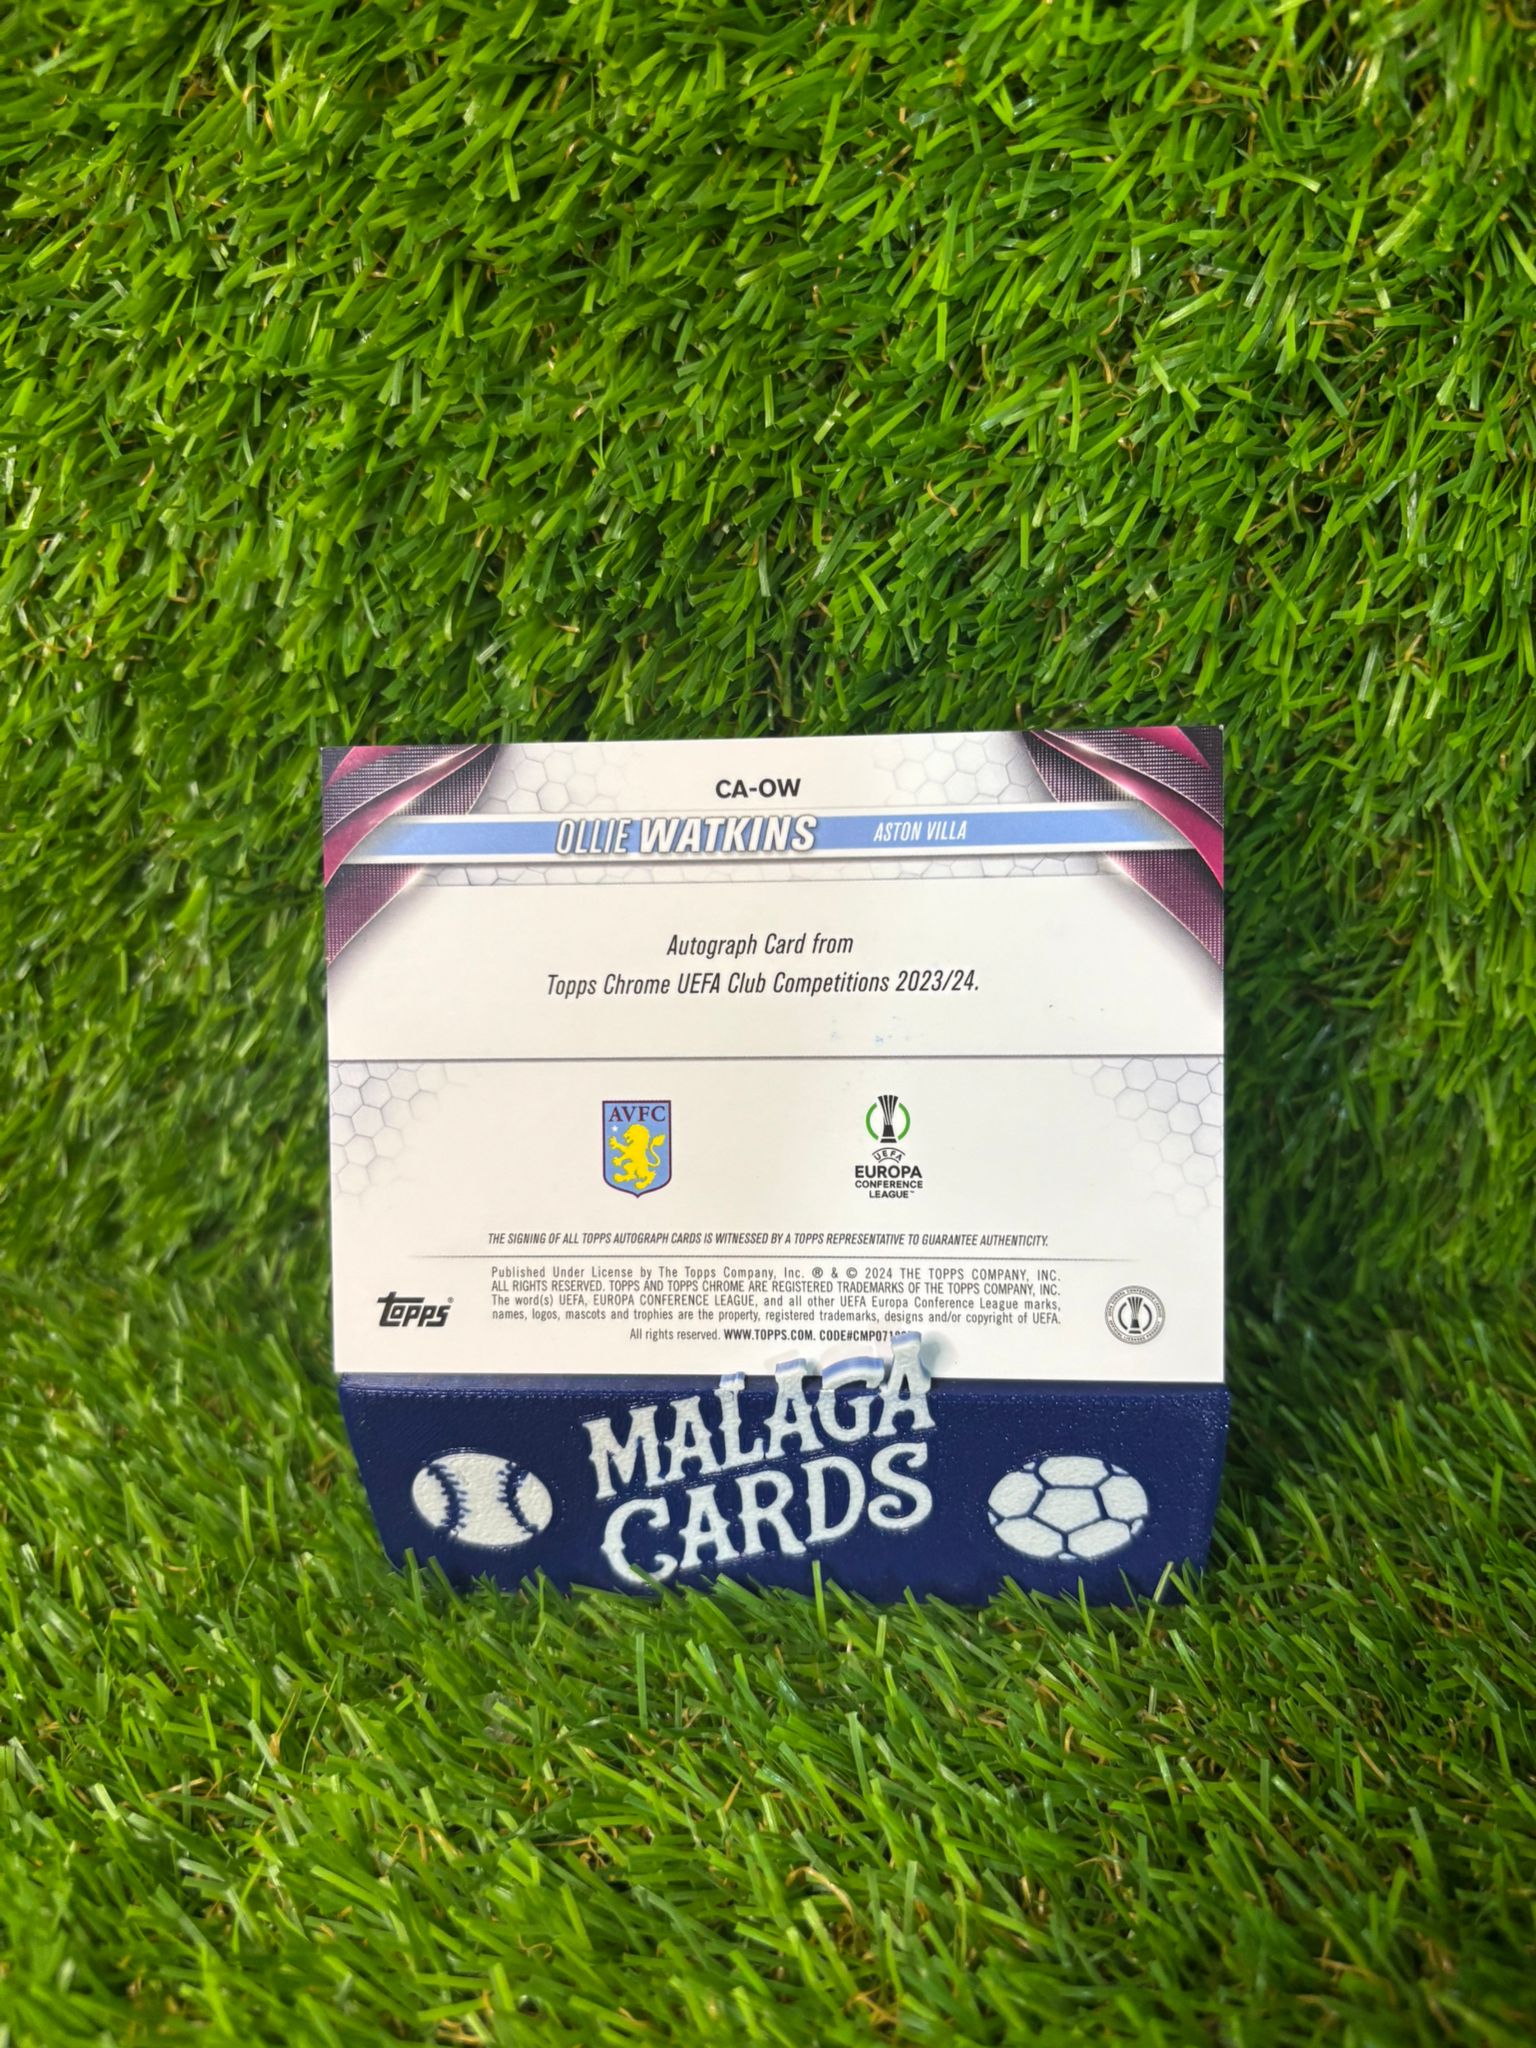 CA-OW
OLLIE WATKINS ASTON VILLA
Autograph Card from
Topps Chrome UEFA Club Competitions 2023/24.
AVFC
UEFA
EUROPA
CONFERENCE
LEAGUE™
THE SIGNING OF ALL TOPPS AUTOGRAPH CARDS IS WITNESSED BY A TOPPS REPRESENTATIVE TO GUARANTEE AUTHENTICITY.
Published Under License by The Topps Company, Inc. ® & © 2024 THE TOPPS COMPANY, INC.
ALL RIGHTS RESERVED. TOPPS AND TOPPS CHROME ARE REGISTERED TRADEMARKS OF THE TOPPS COMPANY, INC.
The word(s) UEFA, EUROPA CONFERENCE LEAGUE, and all other UEFA Europa Conference League marks,
names, logos, mascots and trophies are the property, registered trademarks, designs and/or copyright of UEFA.
All rights reserved. WWW.TOPPS.COM.
topps®
MALAGA
CARDS